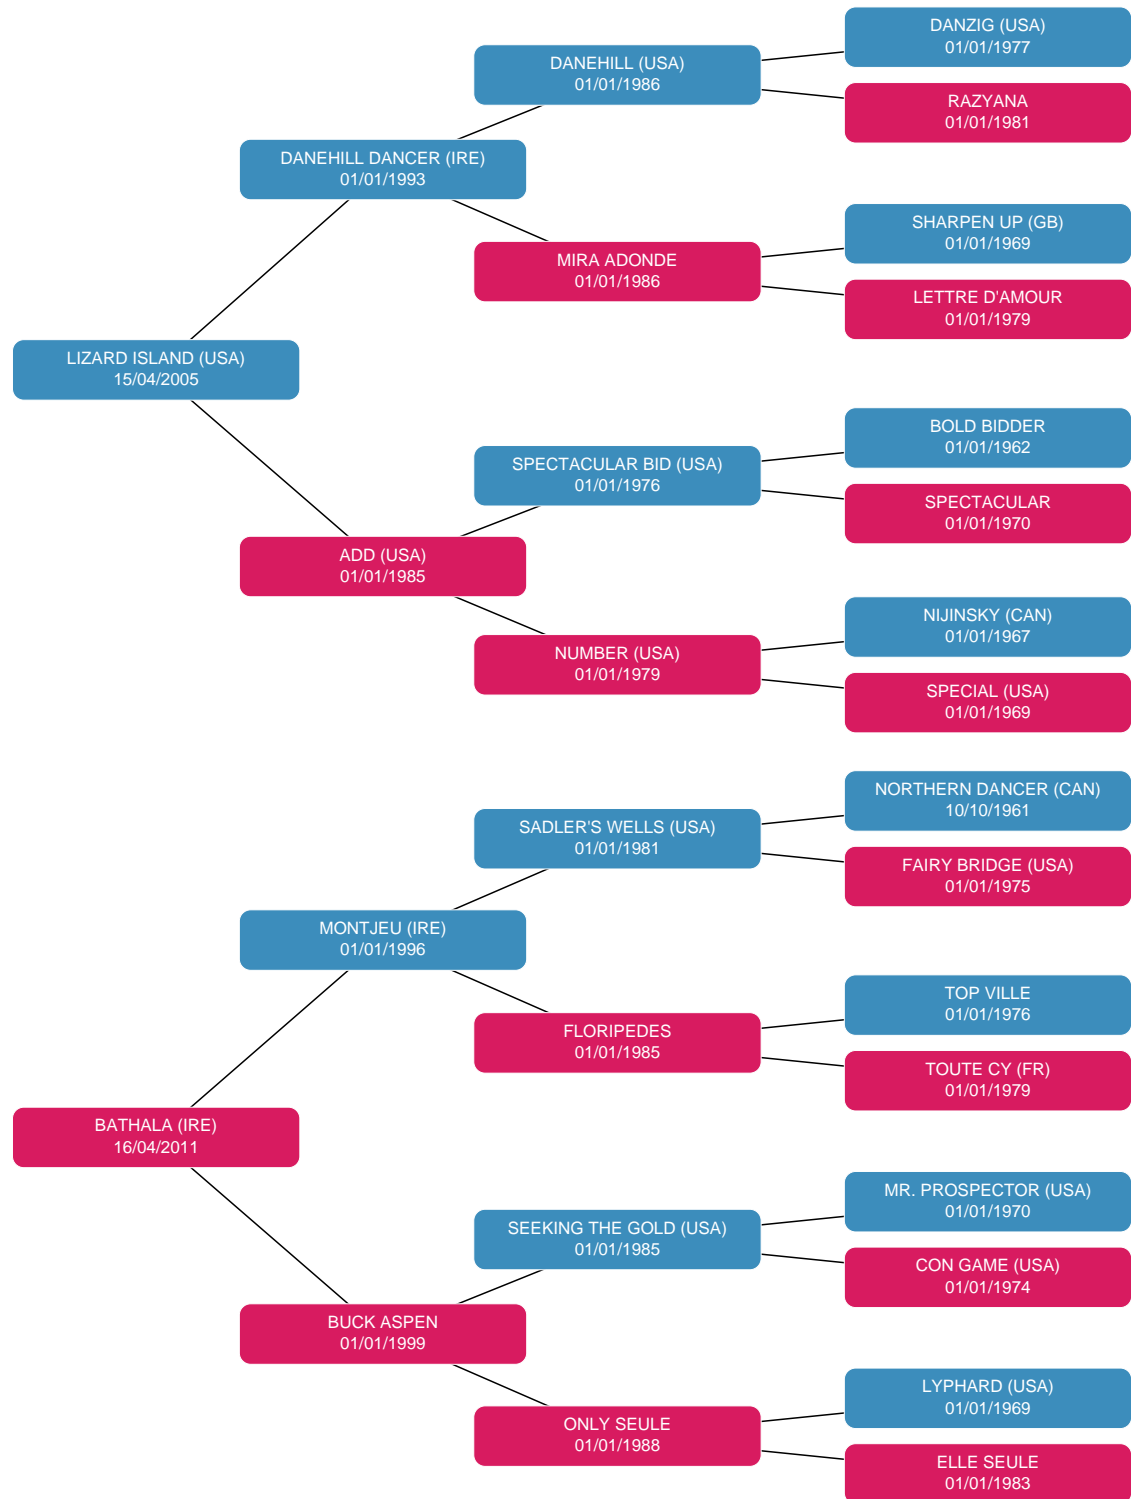 DANZIG (USA)
01/01/1977
DANEHILL (USA)
01/01/1986
RAZYANA
01/01/1981
DANEHILL DANCER (IRE)
01/01/1993
SHARPEN UP (GB)
01/01/1969
MIRA ADONDE
01/01/1986
LETTRE D'AMOUR
01/01/1979
LIZARD ISLAND (USA)
15/04/2005
BOLD BIDDER
01/01/1962
SPECTACULAR BID (USA)
01/01/1976
SPECTACULAR
01/01/1970
ADD (USA)
01/01/1985
NIJINSKY (CAN)
01/01/1967
NUMBER (USA)
01/01/1979
SPECIAL (USA)
01/01/1969
NORTHERN DANCER (CAN)
10/10/1961
SADLER'S WELLS (USA)
01/01/1981
FAIRY BRIDGE (USA)
01/01/1975
MONTJEU (IRE)
01/01/1996
TOP VILLE
01/01/1976
FLORIPEDES
01/01/1985
TOUTE CY (FR)
01/01/1979
BATHALA (IRE)
16/04/2011
MR. PROSPECTOR (USA)
01/01/1970
SEEKING THE GOLD (USA)
01/01/1985
CON GAME (USA)
01/01/1974
BUCK ASPEN
01/01/1999
LYPHARD (USA)
01/01/1969
ONLY SEULE
01/01/1988
ELLE SEULE
01/01/1983